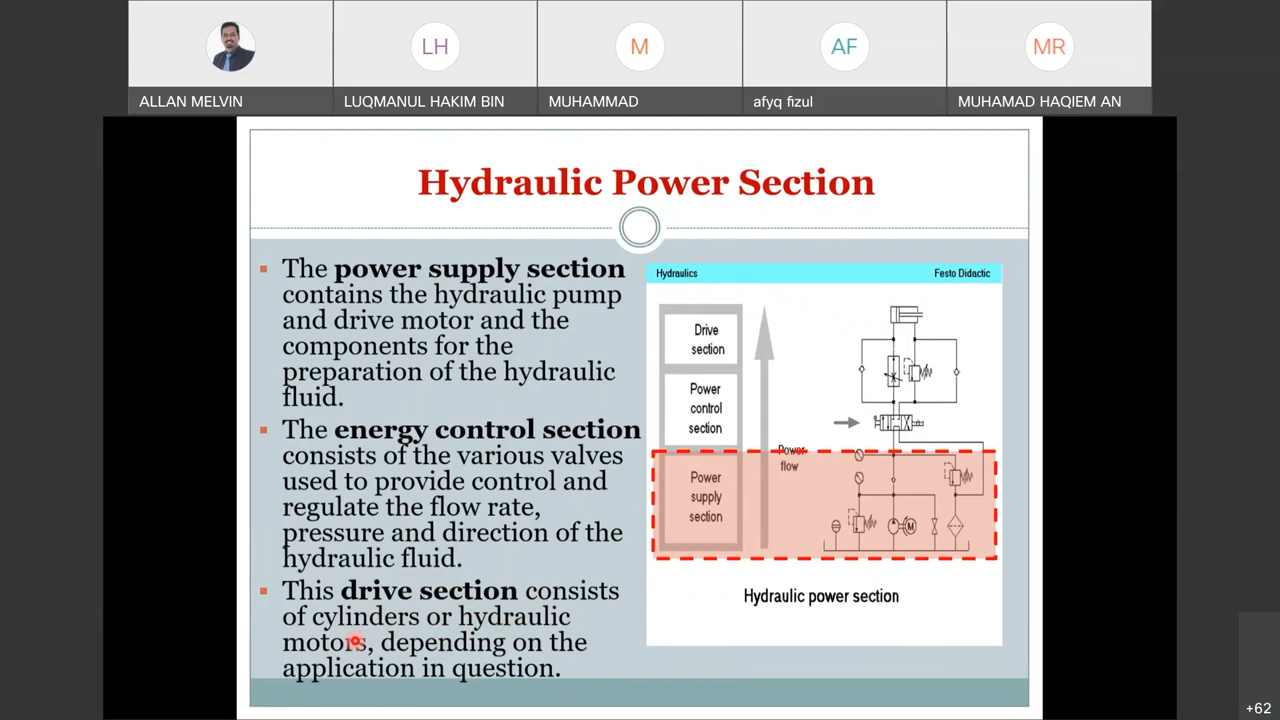 LH
M
AF
MR
ALLAN MELVIN
LUQMANUL HAKIM BIN
MUHAMMAD
afyq fizul
MUHAMAD HAQIEM AN
Hydraulic Power Section
The power supply section
contains the hydraulic pump
and drive motor and the
components for the
preparation of the hydraulic
fluid.
The energy control section
consists of the various valves
used to provide control and
regulate the flow rate,
pressure and direction of the
hydraulic fluid.
This drive section consists
of cylinders or hydraulic
motors, depending on the
application in question.
Hydraulics
Festo Didactic
Drive
section
Power
control
section
Power
supply
section
Power
flow
M
Hydraulic power section
+62